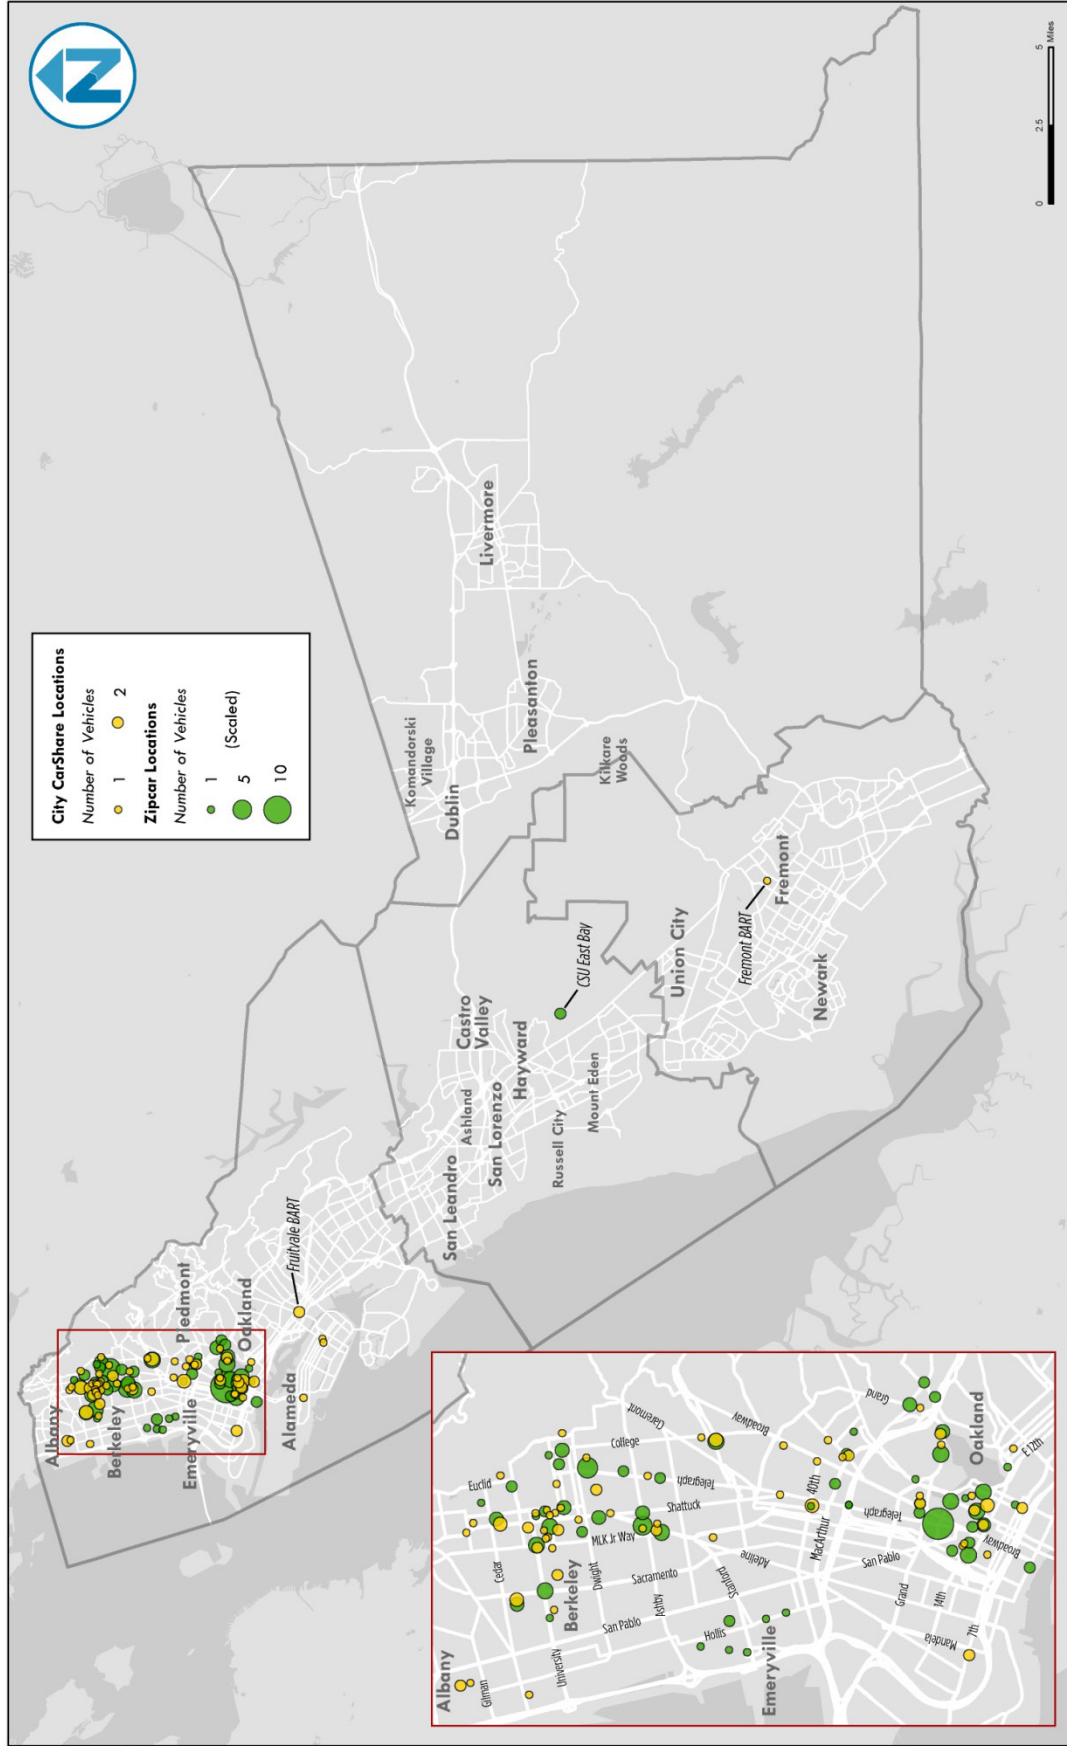 City CarShare Locations
Number of Vehicles
1
2
Zipcar Locations
Number of Vehicles
1
5
10
(Scaled)
0
2.5
5
Miles
Albany
Berkeley
Emeryville
Piedmont
Oakland
Alameda
Fruitvale BART
San Leandro
Ashland
San Lorenzo
Castro
Valley
Hayward
Russell City
Mount Eden
CSU East Bay
Union City
Fremont BART
Fremont
Newark
Dublin
Komandorski
Village
Pleasanton
Kilkare
Woods
Livermore
Albany
Gilman
Cedar
Euclid
University
Berkeley
Dwight
MLK Jr Way
San Pablo
Sacramento
Ashby
Shattuck
College
Telegraph
Claremont
Broadway
Hollis
Stanford
Adeline
Emeryville
MacArthur
40th
Telegraph
San Pablo
Grand
Grand
14th
Mandela
7th
Broadway
Oakland
E 12th